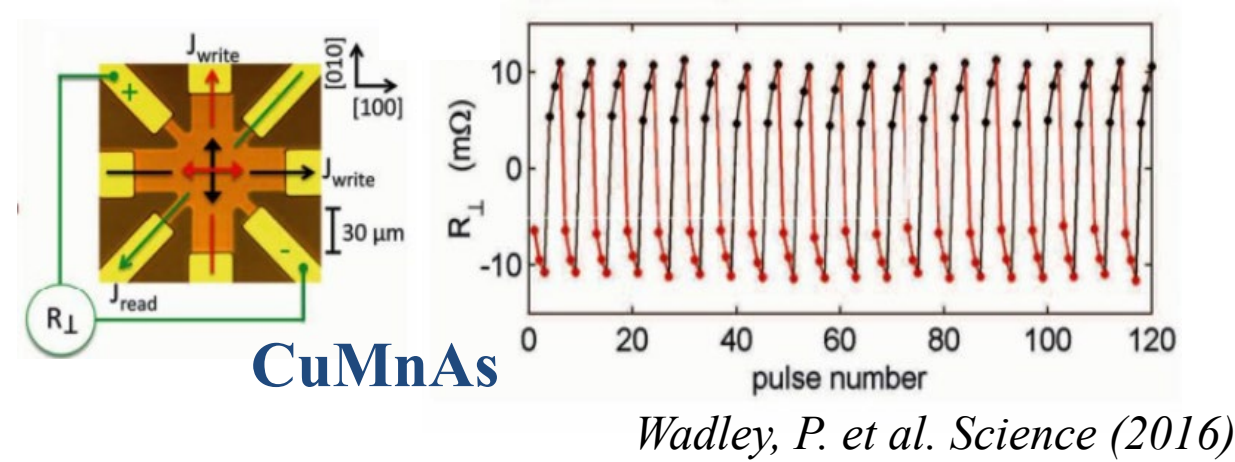 J_write
[010]
[100]
+
J_write
30 μm
-
J_read
R⊥
CuMnAs
R⊥ (mΩ)
10
0
-10
0 20 40 60 80 100 120
pulse number
Wadley, P. et al. Science (2016)